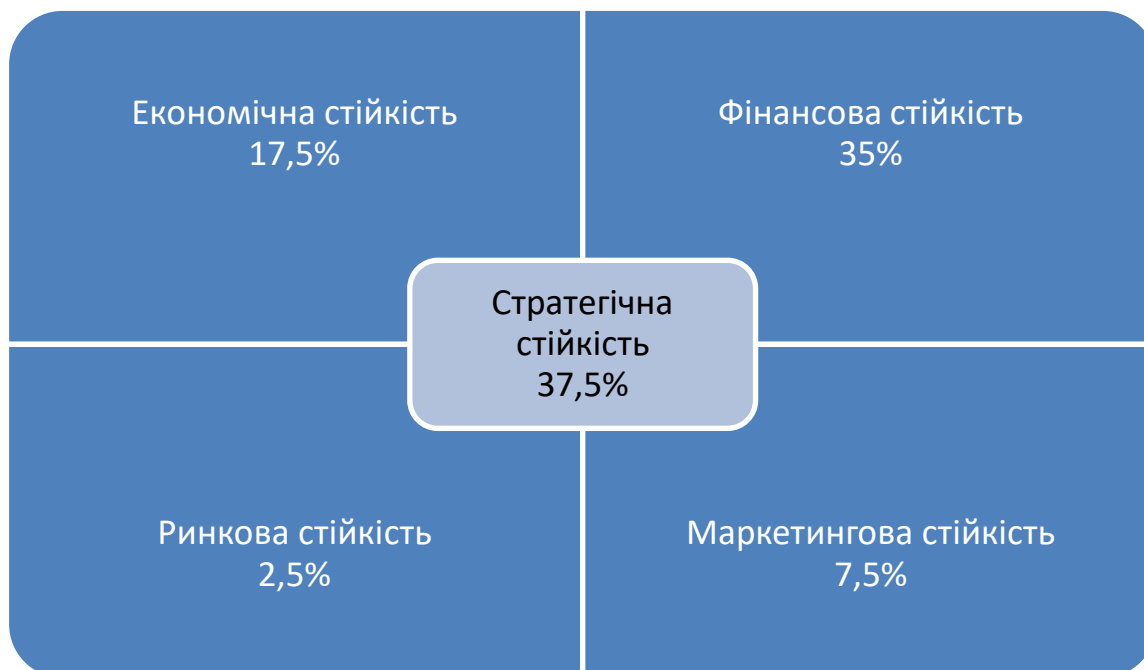 Економічна стійкість
17,5%
Фінансова стійкість
35%
Стратегічна
стійкість
37,5%
Ринкова стійкість
2,5%
Маркетингова стійкість
7,5%